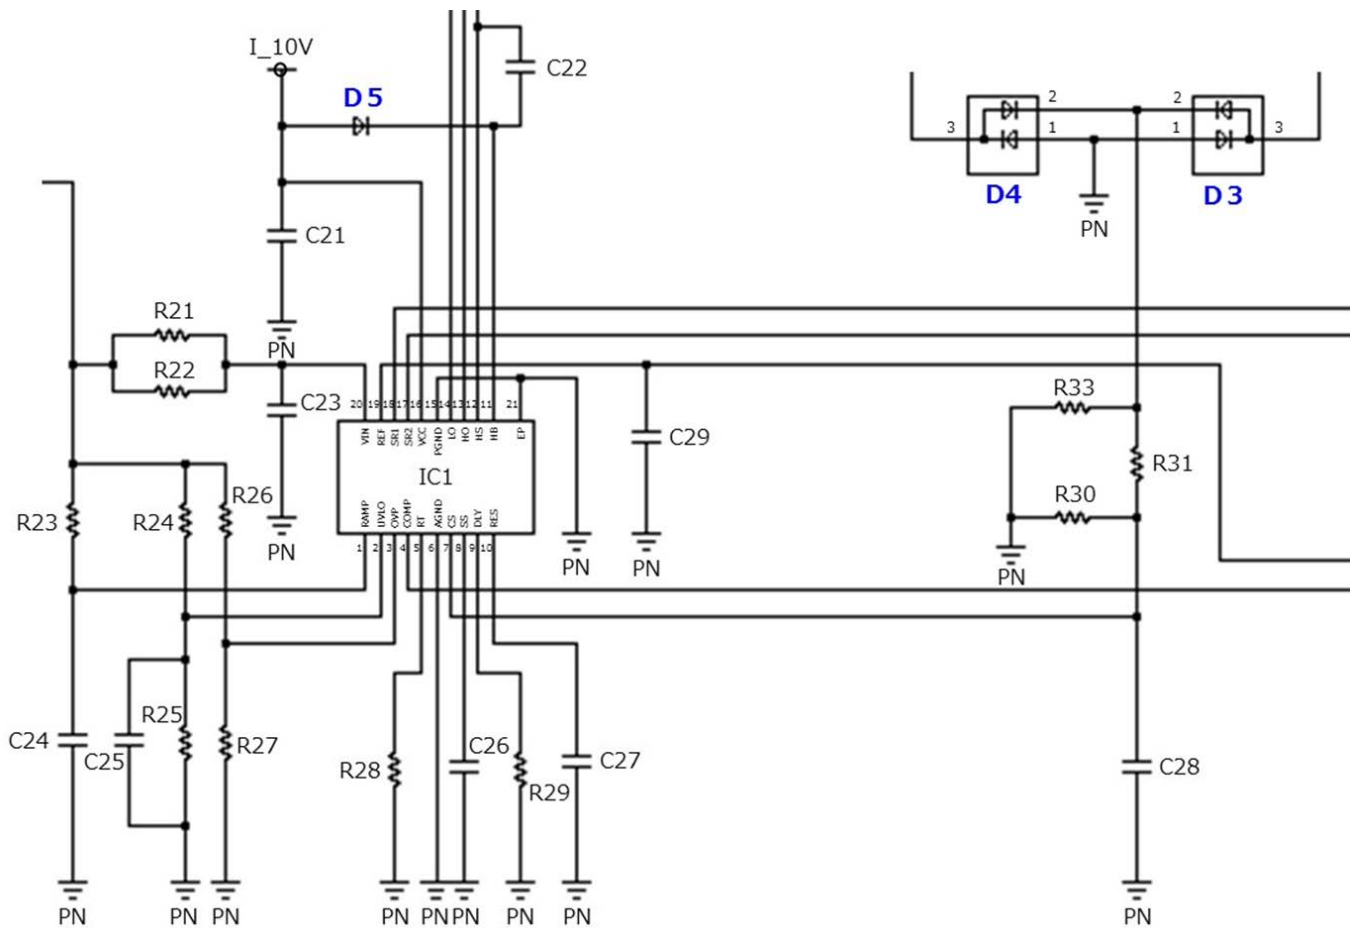 I_10V
C22
D5
2
2
3
1
1
3
D4
D3
PN
C21
R21
PN
R22
C23
20 19 18 17 16 15 14 13 12 11 21
VIN REF SR1 SR2 VCC PGND LO HO HS HB EP
R33
C29
R31
IC1
R26
R30
R23
R24
RAMP UVLO OVP COMP RT AGND CS SS DLY RES
1 2 3 4 5 6 7 8 9 10
PN
PN
PN
PN
R25
C24
C25
R27
C26
R28
R29
C27
C28
PN
PN
PN
PN
PN
PN
PN
PN
PN